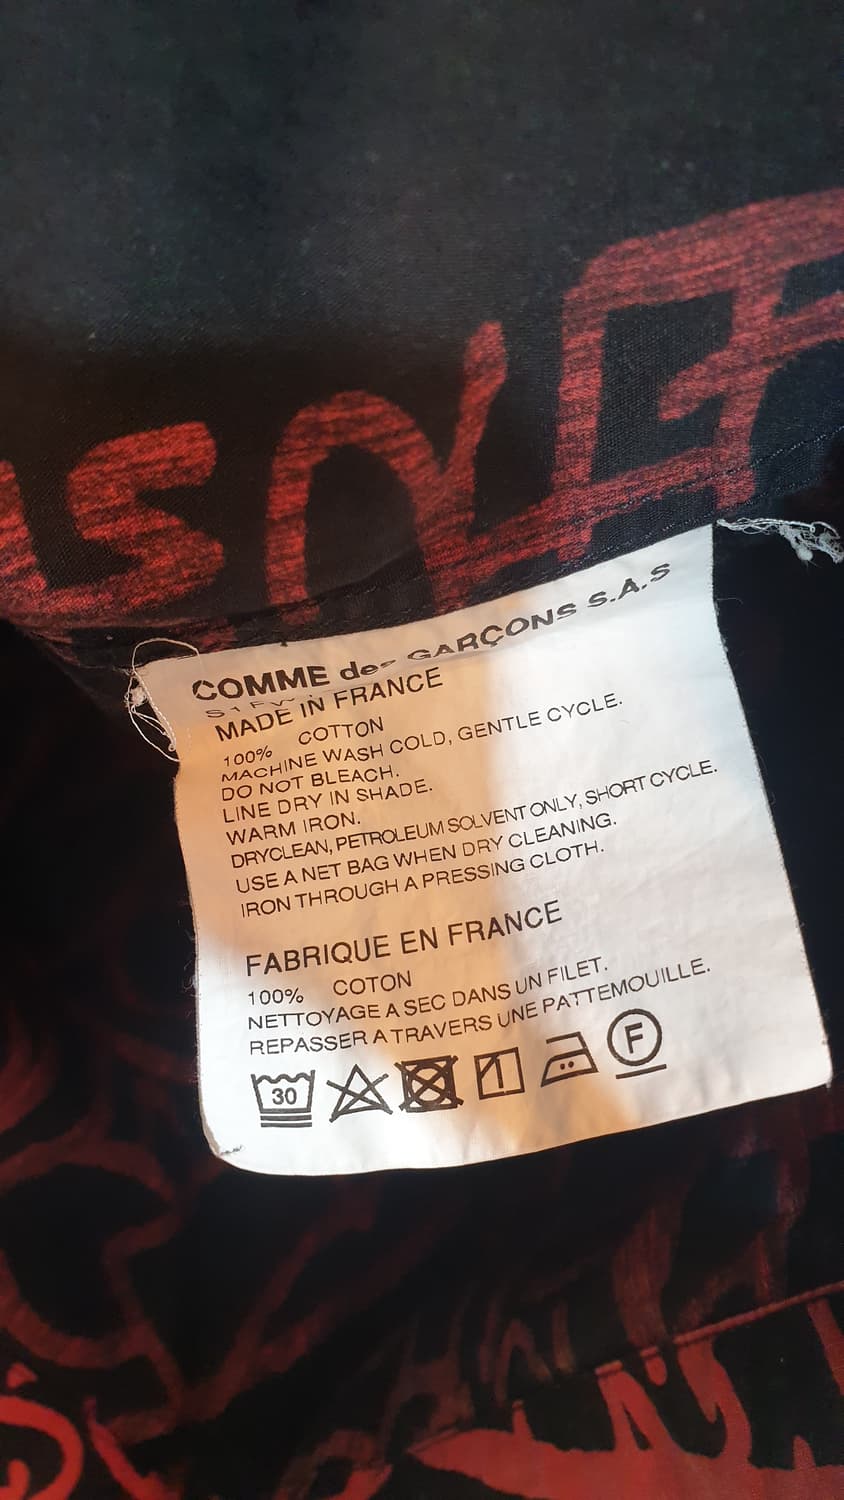 COMME des GARÇONS S.A.S
MADE IN FRANCE
100% COTTON
MACHINE WASH COLD, GENTLE CYCLE.
DO NOT BLEACH.
LINE DRY IN SHADE.
WARM IRON.
DRYCLEAN, PETROLEUM SOLVENT ONLY, SHORT CYCLE.
USE A NET BAG WHEN DRY CLEANING.
IRON THROUGH A PRESSING CLOTH.
FABRIQUE EN FRANCE
100% COTON
NETTOYAGE A SEC DANS UN FILET.
REPASSER A TRAVERS UNE PATTEMOUILLE.
30 F